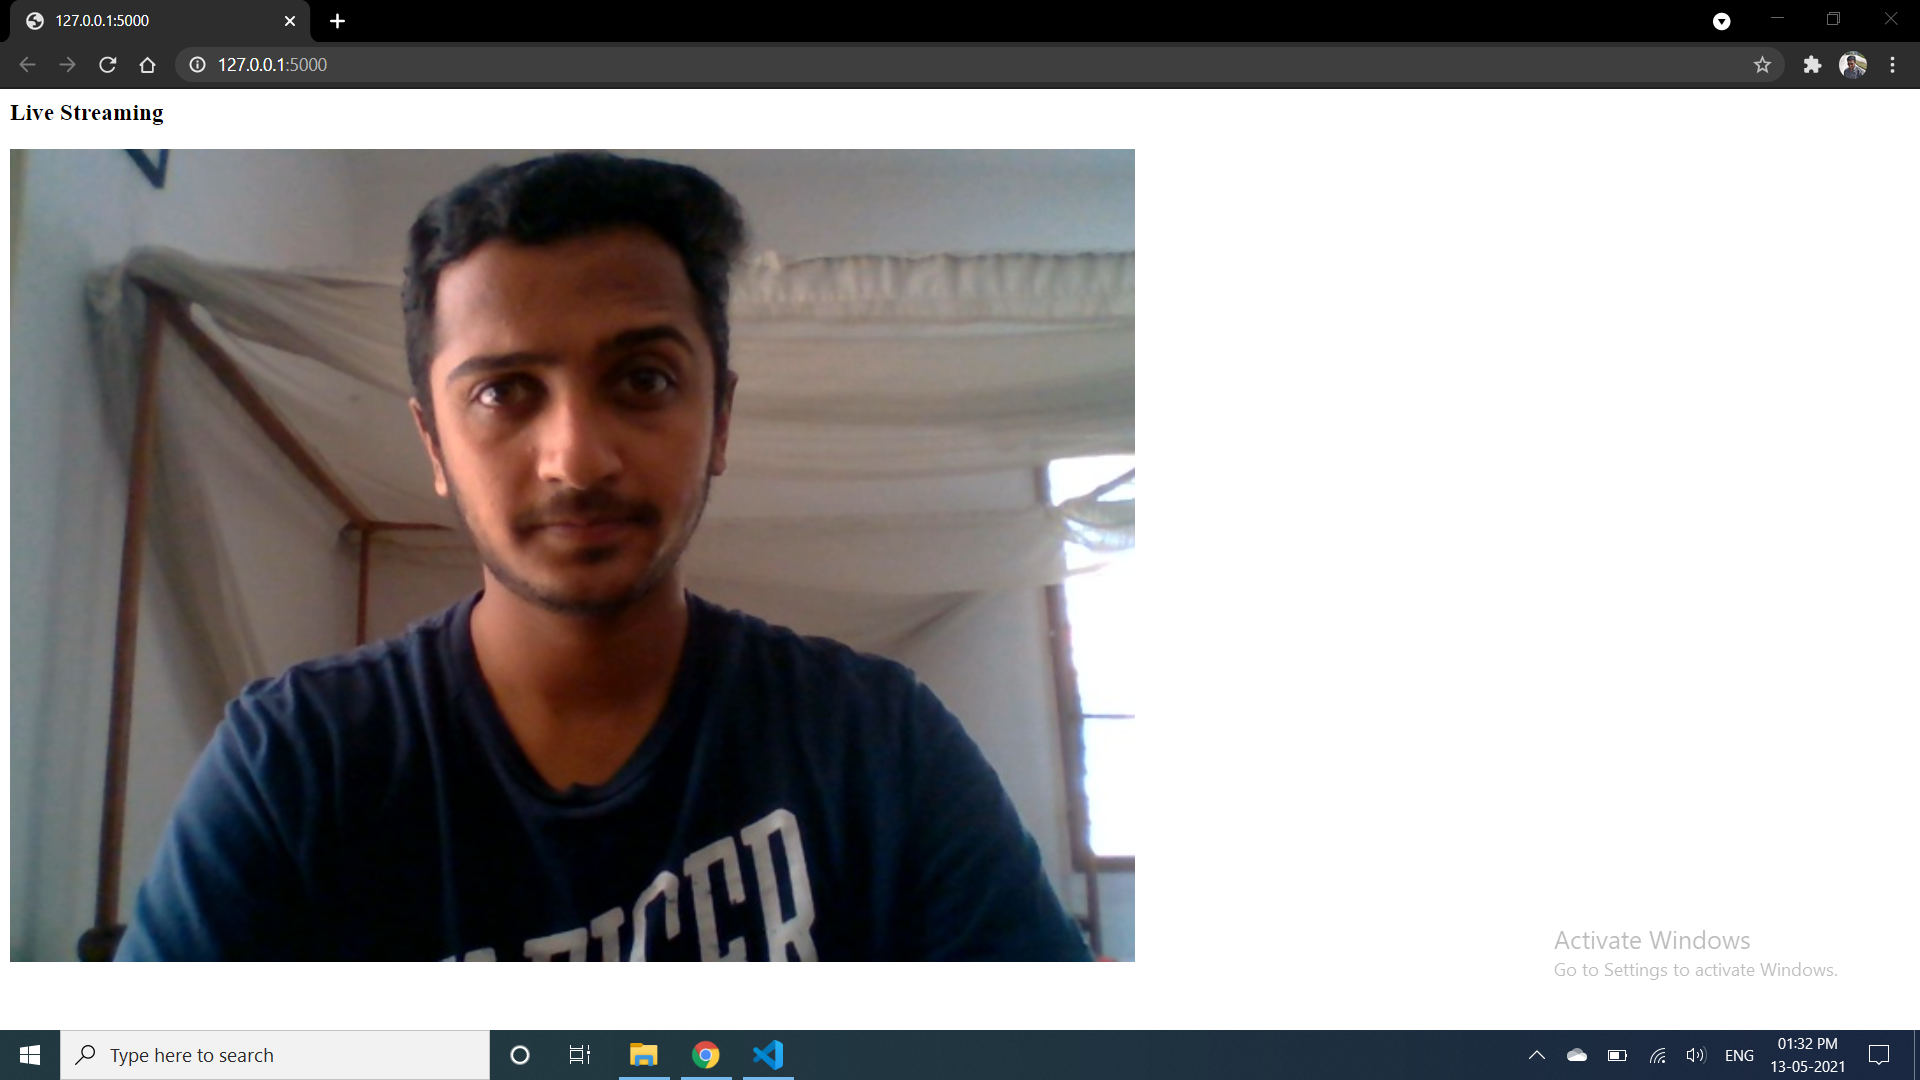 127.0.0.1:5000
127.0.0.1:5000
Live Streaming
Activate Windows
Go to Settings to activate Windows.
Type here to search
ENG
01:32 PM
13-05-2021